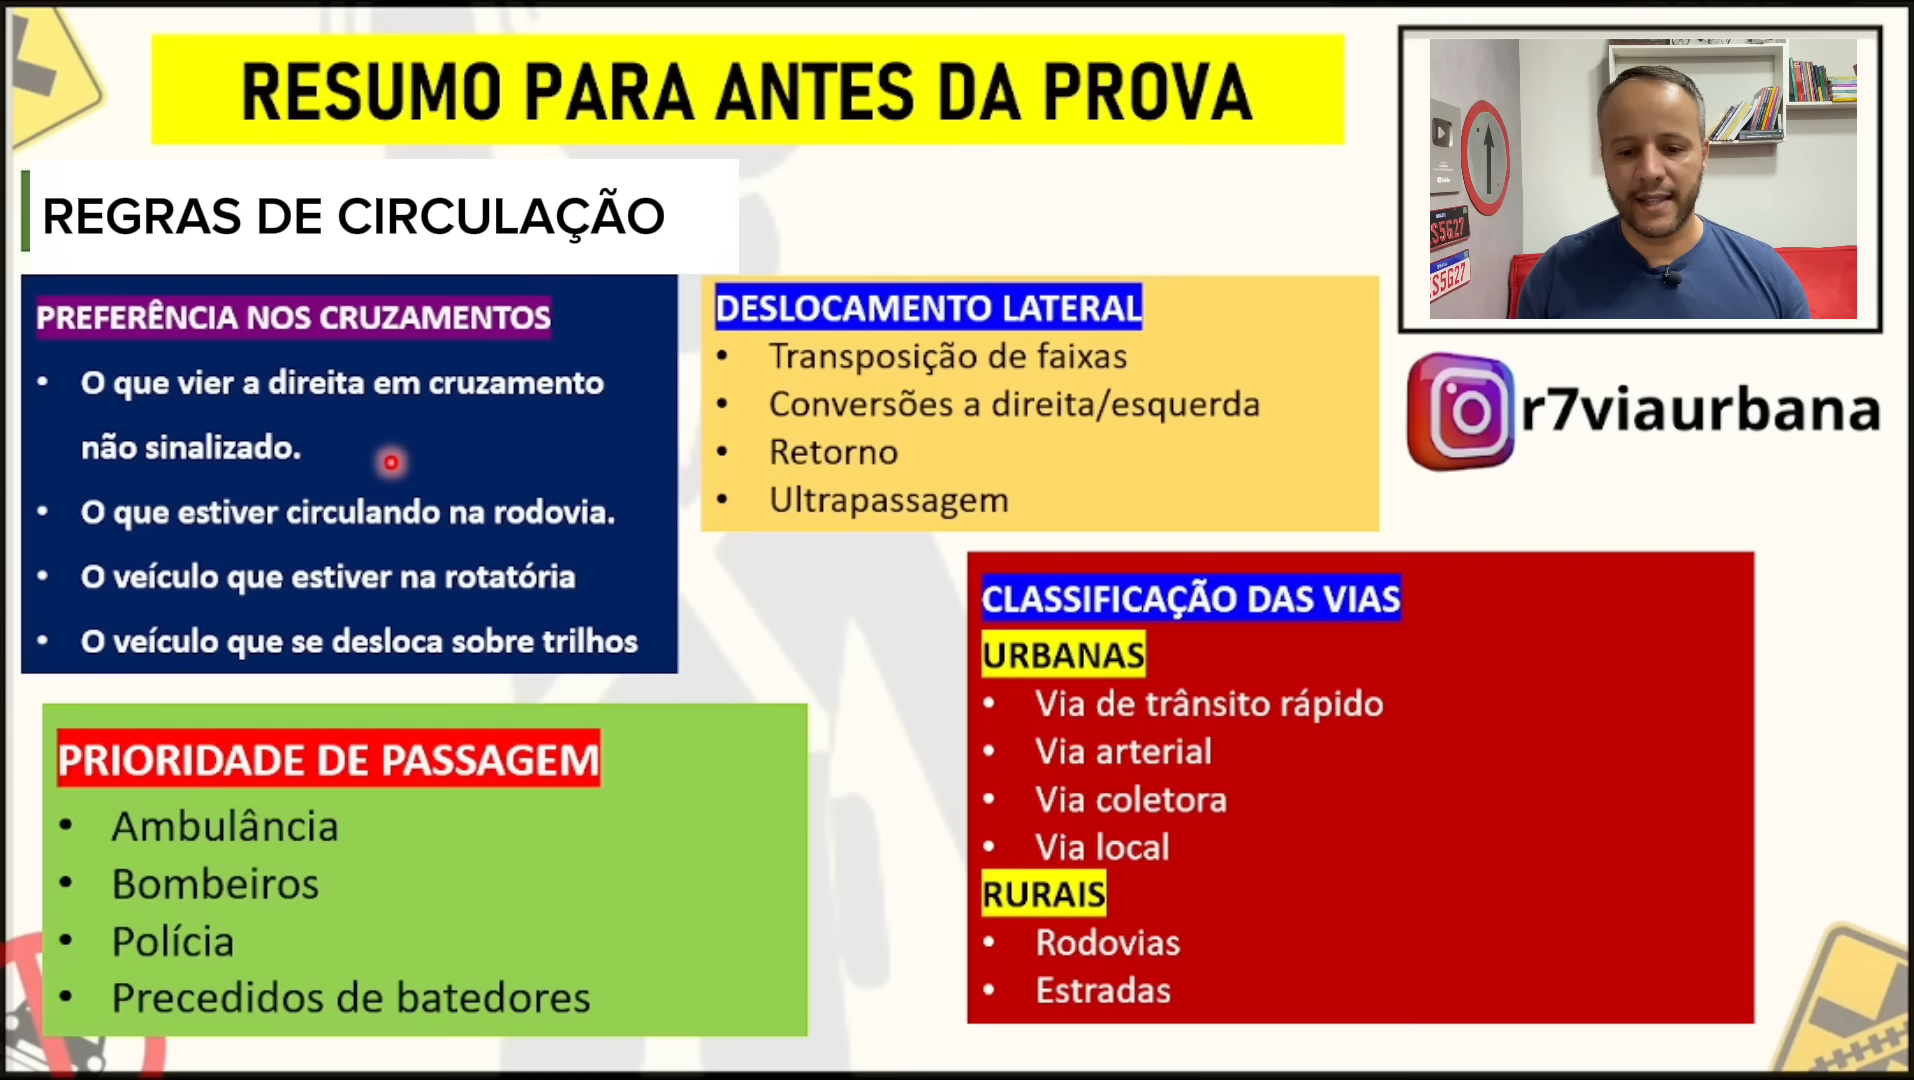 RESUMO PARA ANTES DA PROVA
REGRAS DE CIRCULAÇÃO
PREFERÊNCIA NOS CRUZAMENTOS
• O que vier a direita em cruzamento
não sinalizado.
• O que estiver circulando na rodovia.
• O veículo que estiver na rotatória
• O veículo que se desloca sobre trilhos
DESLOCAMENTO LATERAL
• Transposição de faixas
• Conversões a direita/esquerda
• Retorno
• Ultrapassagem
PRIORIDADE DE PASSAGEM
• Ambulância
• Bombeiros
• Polícia
• Precedidos de batedores
CLASSIFICAÇÃO DAS VIAS
URBANAS
• Via de trânsito rápido
• Via arterial
• Via coletora
• Via local
RURAIS
• Rodovias
• Estradas
S5G27
S5G27
r7viaurbana